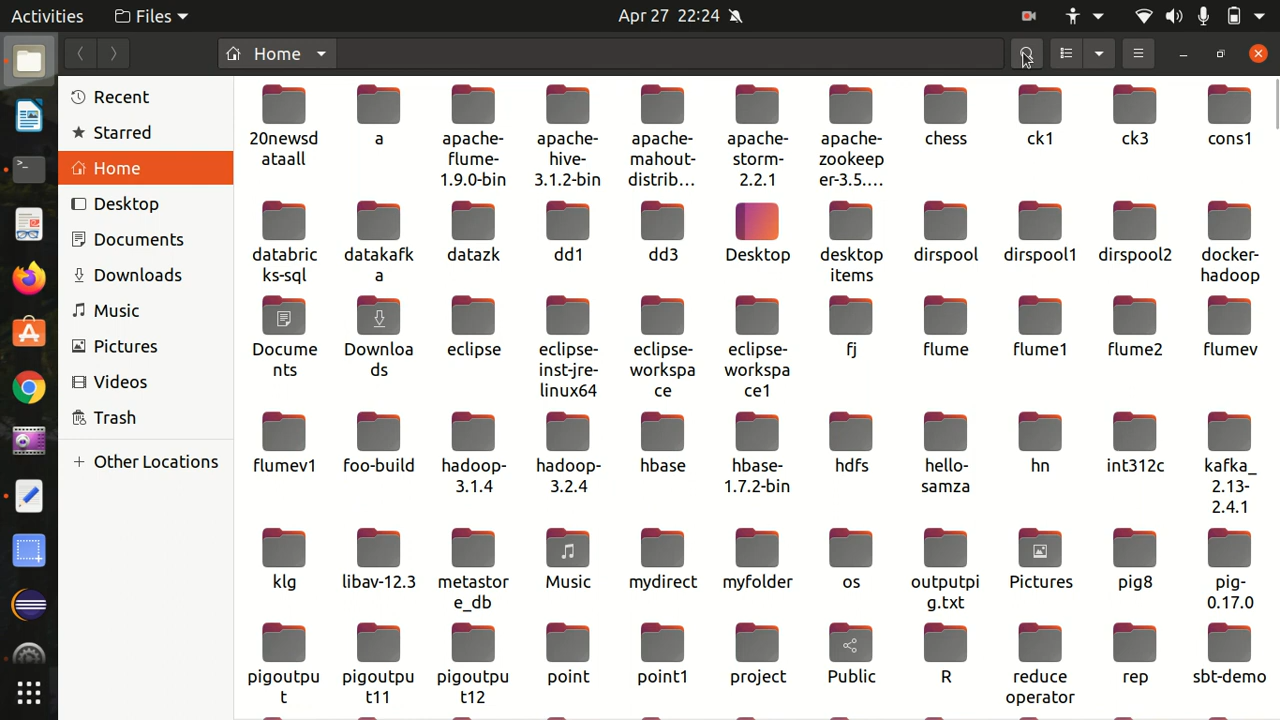 Activities Files Apr 27 22:24
Home
Recent
Starred
Home
Desktop
Documents
Downloads
Music
Pictures
Videos
Trash
+ Other Locations
20newsd a apache- apache- apache- apache- apache- chess ck1 ck3 cons1
ataall flume- hive- mahout- storm- zookeep
1.9.0-bin 3.1.2-bin distrib... 2.2.1 er-3.5....
databric datakafk datazk dd1 dd3 Desktop desktop dirspool dirspool1 dirspool2 docker-
ks-sql a items hadoop
Docume Downloa eclipse eclipse- eclipse- eclipse- fj flume flume1 flume2 flumev
nts ds inst-jre- workspa workspa
linux64 ce ce1
flumev1 foo-build hadoop- hadoop- hbase hbase- hdfs hello- hn int312c kafka_
3.1.4 3.2.4 1.7.2-bin samza 2.13-
2.4.1
klg libav-12.3 metastor Music mydirect myfolder os outputpi Pictures pig8 pig-
e_db g.txt 0.17.0
pigoutpu pigoutpu pigoutpu point point1 project Public R reduce rep sbt-demo
t t11 t12 operator